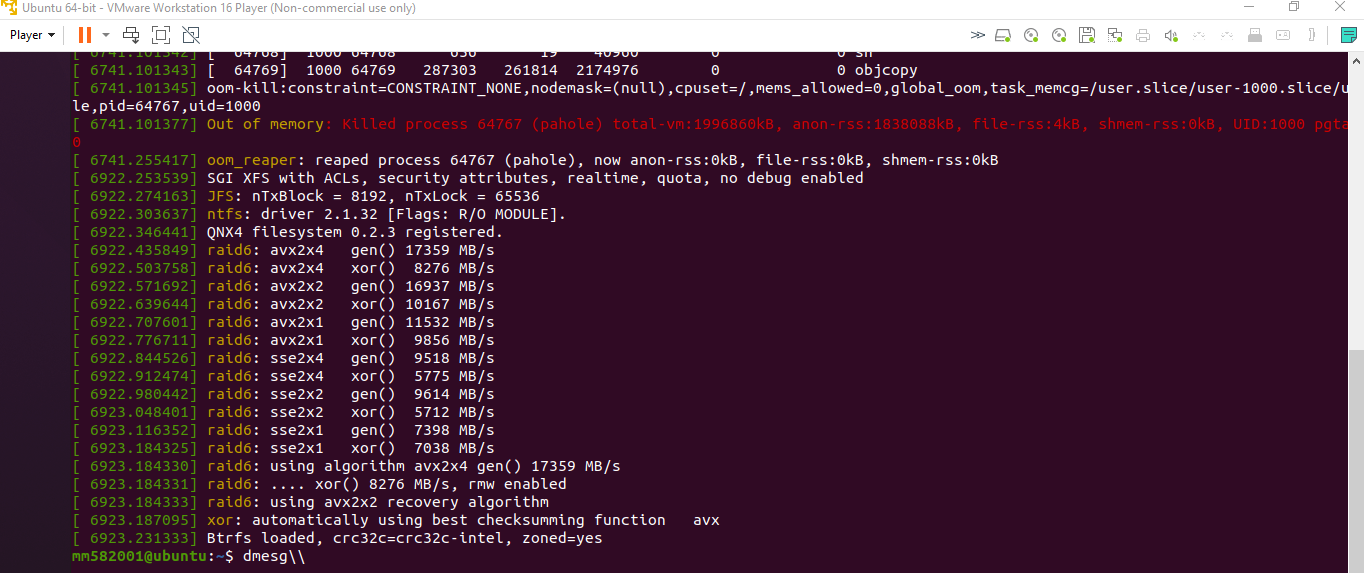 Ubuntu 64-bit - VMware Workstation 16 Player (Non-commercial use only)
Player
[ 6741.101342] [  64768]  1000 64768      650       19    40960        0             0 sh
[ 6741.101343] [  64769]  1000 64769   287303   261814  2174976        0             0 objcopy
[ 6741.101345] oom-kill:constraint=CONSTRAINT_NONE,nodemask=(null),cpuset=/,mems_allowed=0,global_oom,task_memcg=/user.slice/user-1000.slice/u
le,pid=64767,uid=1000
[ 6741.101377] Out of memory: Killed process 64767 (pahole) total-vm:1996860kB, anon-rss:1838088kB, file-rss:4kB, shmem-rss:0kB, UID:1000 pgta
0
[ 6741.255417] oom_reaper: reaped process 64767 (pahole), now anon-rss:0kB, file-rss:0kB, shmem-rss:0kB
[ 6922.253539] SGI XFS with ACLs, security attributes, realtime, quota, no debug enabled
[ 6922.274163] JFS: nTxBlock = 8192, nTxLock = 65536
[ 6922.303637] ntfs: driver 2.1.32 [Flags: R/O MODULE].
[ 6922.346441] QNX4 filesystem 0.2.3 registered.
[ 6922.435849] raid6: avx2x4   gen() 17359 MB/s
[ 6922.503758] raid6: avx2x4   xor()  8276 MB/s
[ 6922.571692] raid6: avx2x2   gen() 16937 MB/s
[ 6922.639644] raid6: avx2x2   xor() 10167 MB/s
[ 6922.707601] raid6: avx2x1   gen() 11532 MB/s
[ 6922.776711] raid6: avx2x1   xor()  9856 MB/s
[ 6922.844526] raid6: sse2x4   gen()  9518 MB/s
[ 6922.912474] raid6: sse2x4   xor()  5775 MB/s
[ 6922.980442] raid6: sse2x2   gen()  9614 MB/s
[ 6923.048401] raid6: sse2x2   xor()  5712 MB/s
[ 6923.116352] raid6: sse2x1   gen()  7398 MB/s
[ 6923.184325] raid6: sse2x1   xor()  7038 MB/s
[ 6923.184330] raid6: using algorithm avx2x4 gen() 17359 MB/s
[ 6923.184331] raid6: .... xor() 8276 MB/s, rmw enabled
[ 6923.184333] raid6: using avx2x2 recovery algorithm
[ 6923.187095] xor: automatically using best checksumming function   avx
[ 6923.231333] Btrfs loaded, crc32c=crc32c-intel, zoned=yes
mm582001@ubuntu:~$ dmesg\\